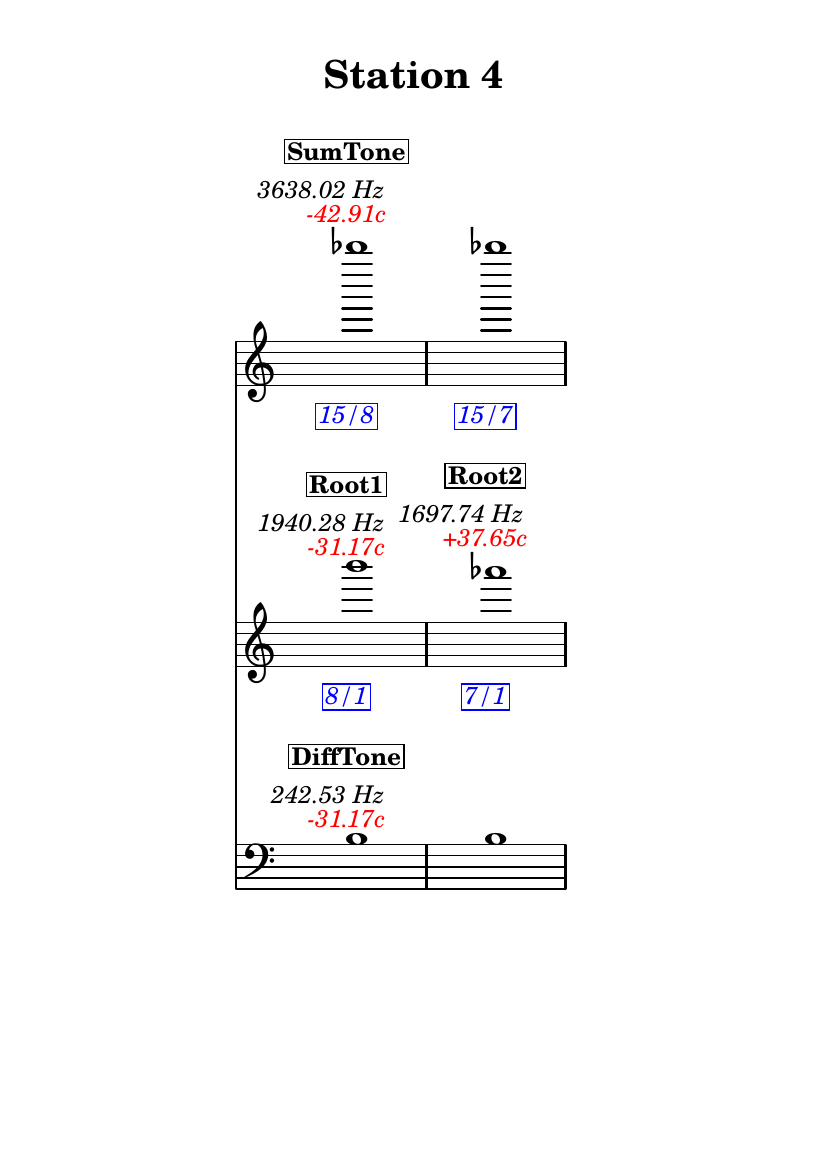 Station 4
SumTone
3638.02 Hz
-42.91c
15/8
15/7
Root1
1940.28 Hz
-31.17c
Root2
1697.74 Hz
+37.65c
8/1
7/1
DiffTone
242.53 Hz
-31.17c